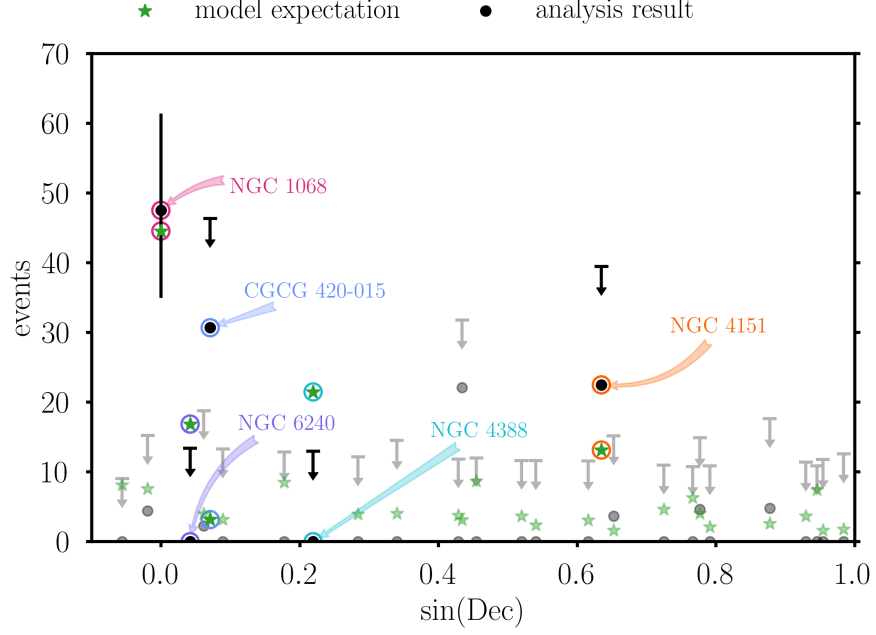 model expectation analysis result
70
60
50
40
30
20
10
0
events
NGC 1068
CGCG 420-015
NGC 4151
NGC 6240
NGC 4388
0.0 0.2 0.4 0.6 0.8 1.0
sin(Dec)